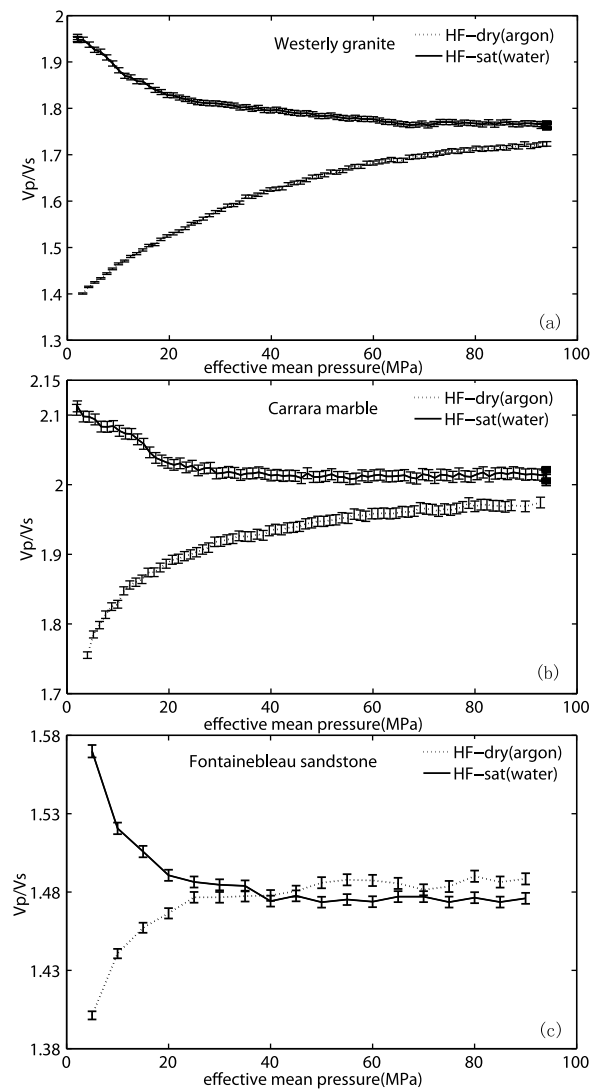 2
1.9
1.8
1.7
1.6
1.5
1.4
1.3
Vp/Vs
Westerly granite
HF-dry(argon)
HF-sat(water)
(a)
0 20 40 60 80 100
effective mean pressure(MPa)
2.15
2.1
2
1.9
1.8
1.7
Vp/Vs
Carrara marble
HF-dry(argon)
HF-sat(water)
(b)
0 20 40 60 80 100
effective mean pressure(MPa)
1.58
1.53
1.48
1.43
1.38
Vp/Vs
Fontainebleau sandstone
HF-dry(argon)
HF-sat(water)
(c)
0 20 40 60 80 100
effective mean pressure(MPa)